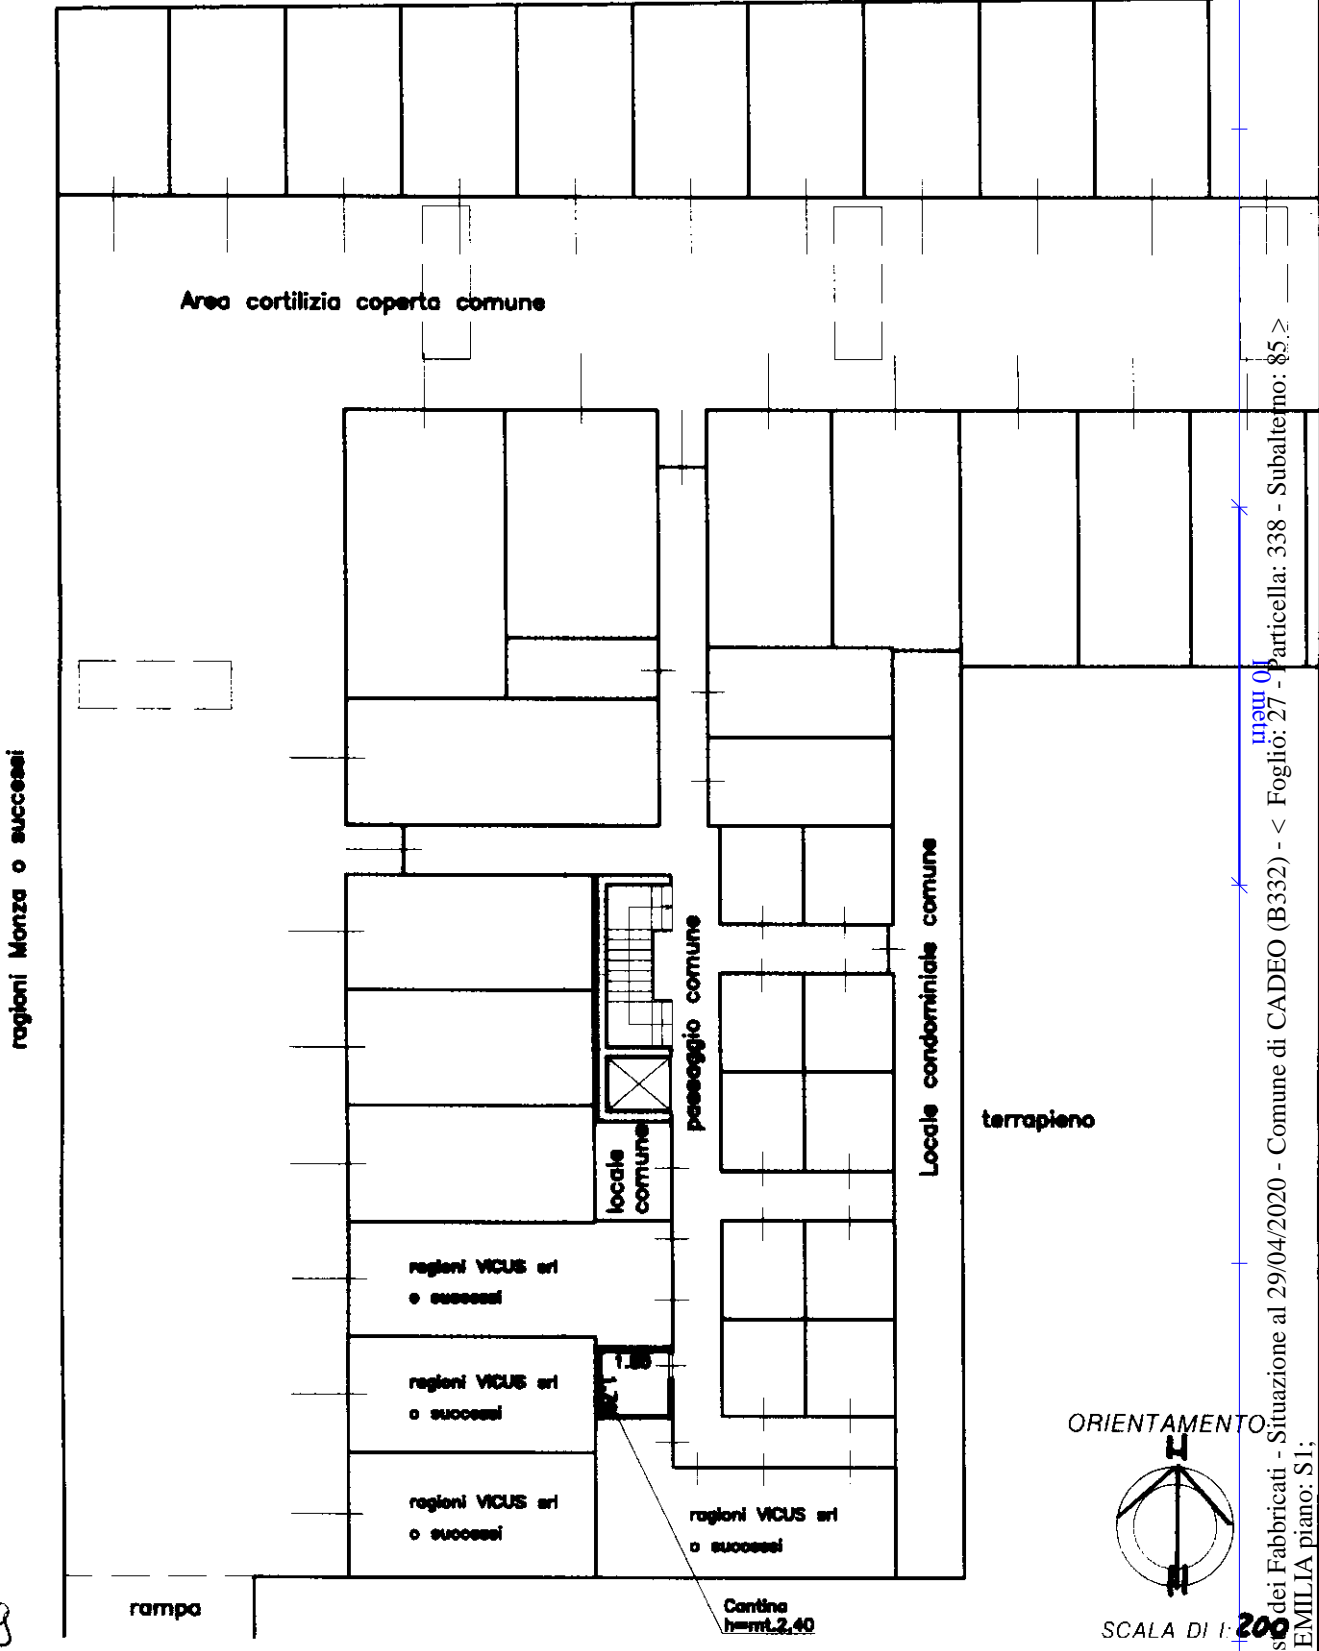 Area cortilizia coperta comune
ragioni Monza o successi
passaggio comune
Locale condominiale comune
terrapieno
locale
comune
ragioni VICUS srl
o successi
1.80
ragioni VICUS srl
o successi
ragioni VICUS srl
o successi
ragioni VICUS srl
o successi
Cantina
h=mt.2,40
rampa
ORIENTAMENTO
SCALA DI 1: 200
10 metri
dei Fabbricati - Situazione al 29/04/2020 - Comune di CADEO (B332) - < Foglio: 27 - Particella: 338 - Subalterno: 85 >
EMILIA piano: S1;